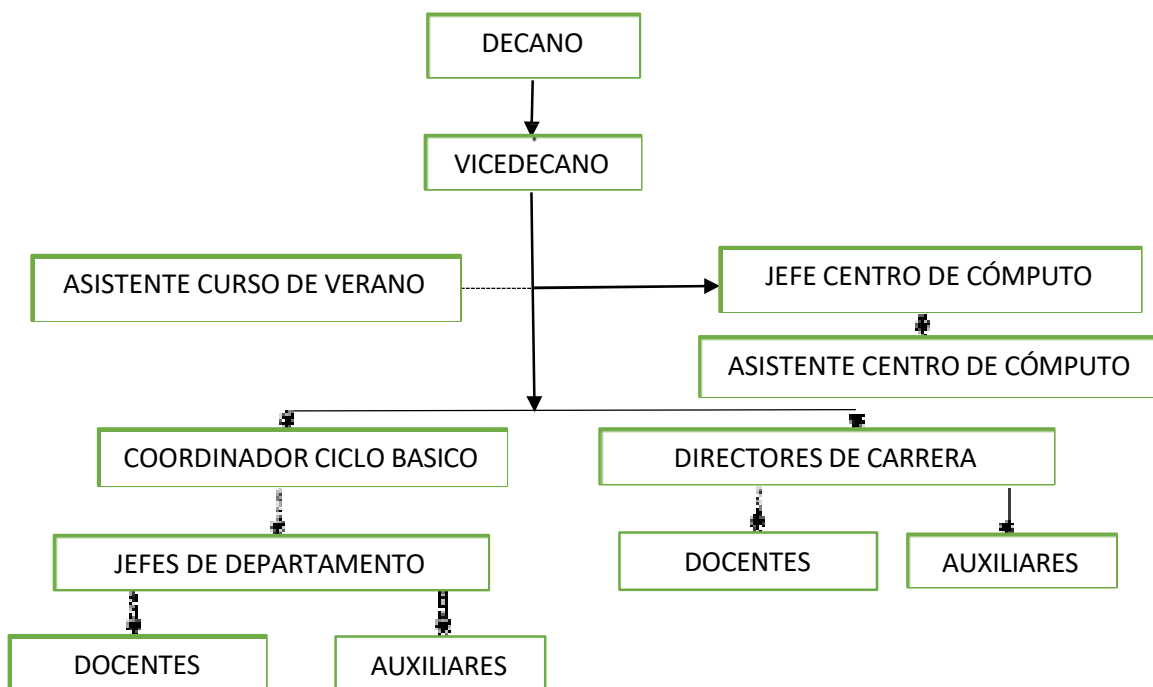 DECANO
VICEDECANO
ASISTENTE CURSO DE VERANO
JEFE CENTRO DE CÓMPUTO
ASISTENTE CENTRO DE CÓMPUTO
COORDINADOR CICLO BASICO
DIRECTORES DE CARRERA
JEFES DE DEPARTAMENTO
DOCENTES
AUXILIARES
DOCENTES
AUXILIARES